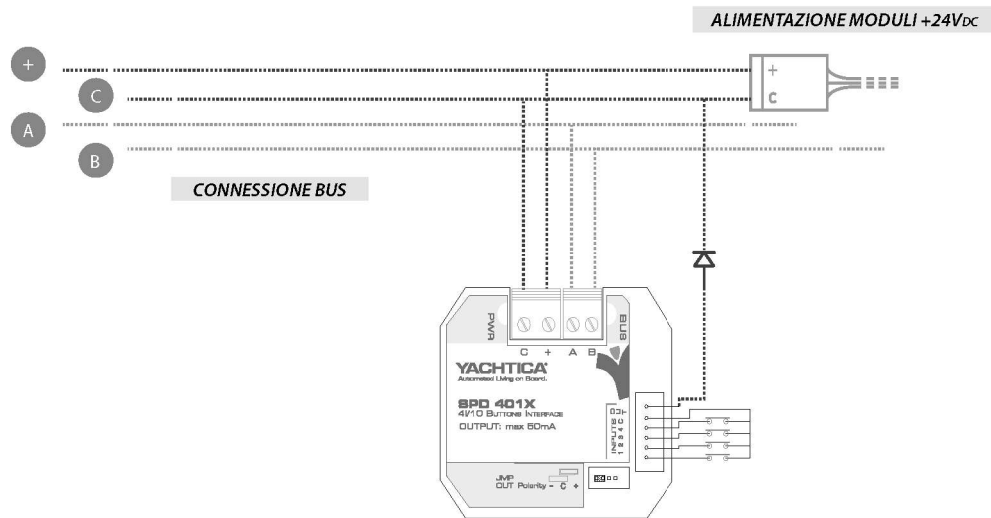 ALIMENTAZIONE MODULI +24VDC
+
C
A
B
+
C
CONNESSIONE BUS
PWR
BUS
C + A B
YACHTICA
Automated Living on Board.
SPD 401X
4I/1O BUTTONS INTERFACE
OUTPUT: max 50mA
INPUTS
1 2 3 4 C
OUT
JMP
OUT Polarity - C +